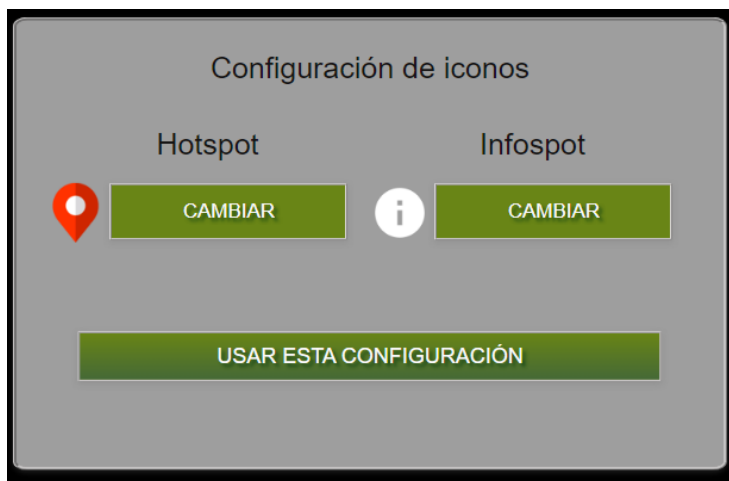 Configuración de iconos
Hotspot Infospot
CAMBIAR i CAMBIAR
USAR ESTA CONFIGURACIÓN